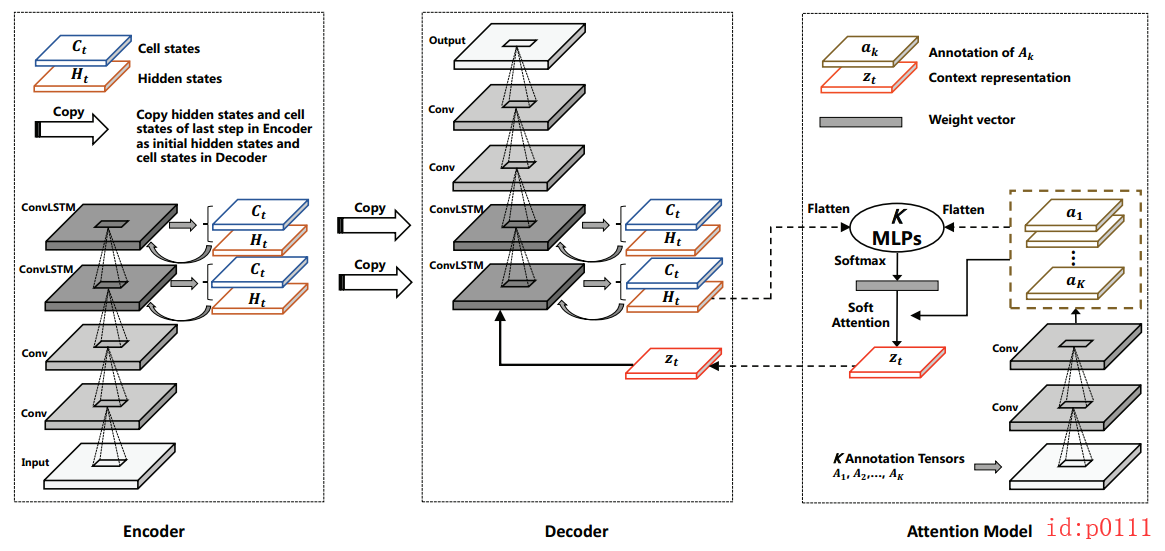 C_t
Cell states
H_t
Hidden states
Copy
Copy hidden states and cell
states of last step in Encoder
as initial hidden states and
cell states in Decoder
ConvLSTM
C_t
H_t
ConvLSTM
C_t
H_t
Conv
Conv
Input
Encoder
Copy
Copy
Output
Conv
Conv
ConvLSTM
C_t
H_t
ConvLSTM
C_t
H_t
z_t
Decoder
a_k
Annotation of A_k
z_t
Context representation
Weight vector
Flatten
K
MLPs
Flatten
Softmax
Soft
Attention
z_t
a_1
⋮
a_K
Conv
Conv
K Annotation Tensors
A_1, A_2,..., A_K
Attention Model
id:p0111